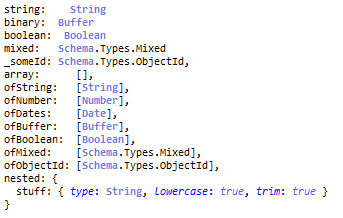 string: String
binary: Buffer
boolean: Boolean
mixed: Schema.Types.Mixed
_someId: Schema.Types.ObjectId,
array: [],
ofString: [String],
ofNumber: [Number],
ofDates: [Date],
ofBuffer: [Buffer],
ofBoolean: [Boolean],
ofMixed: [Schema.Types.Mixed],
ofObjectId: [Schema.Types.ObjectId],
nested: {
stuff: { type: String, Lowercase: true, trim: true }
}